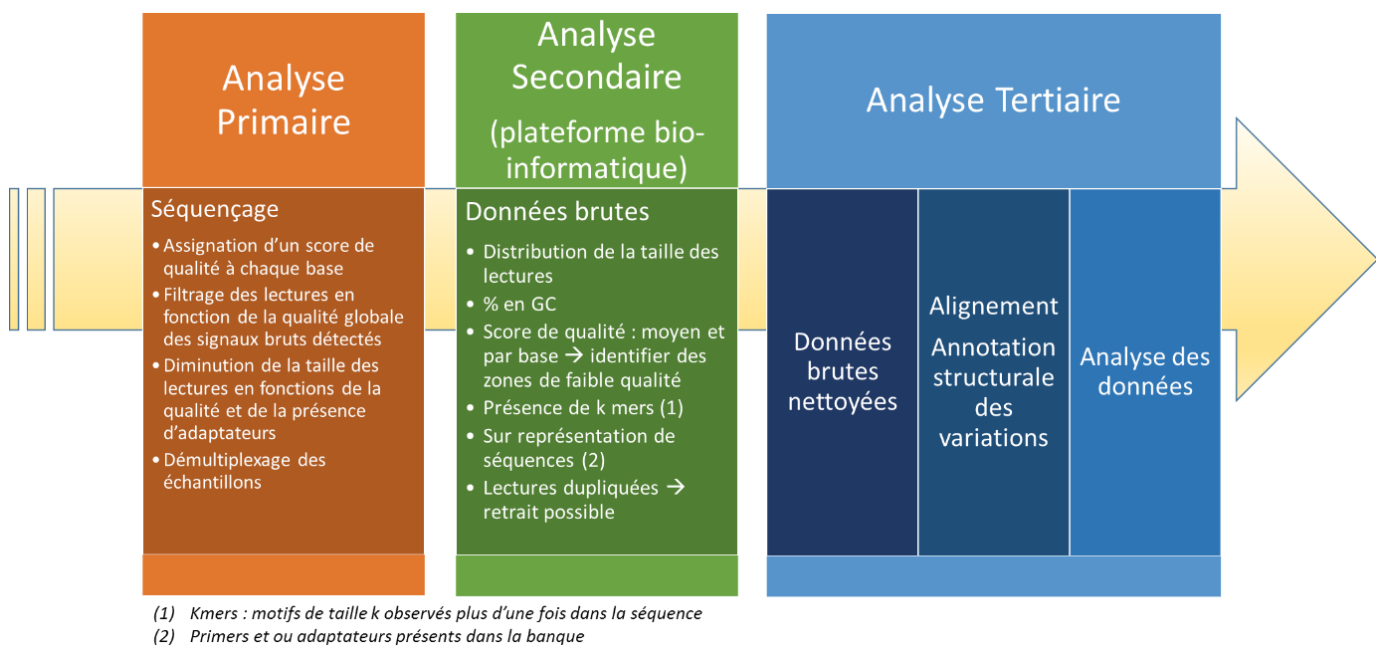 Analyse
Primaire
Séquençage
• Assignation d'un score de
qualité à chaque base
• Filtrage des lectures en
fonction de la qualité globale
des signaux bruts détectés
• Diminution de la taille des
lectures en fonctions de la
qualité et de la présence
d'adaptateurs
• Démultiplexage des
échantillons
Analyse
Secondaire
(plateforme bio-
informatique)
Données brutes
• Distribution de la taille des
lectures
• % en GC
• Score de qualité : moyen et
par base → identifier des
zones de faible qualité
• Présence de k mers (1)
• Sur représentation de
séquences (2)
• Lectures dupliquées →
retrait possible
Analyse Tertiaire
Données
brutes
nettoyées
Alignement
Annotation
structurale
des
variations
Analyse des
données
(1) Kmers : motifs de taille k observés plus d'une fois dans la séquence
(2) Primers et ou adaptateurs présents dans la banque